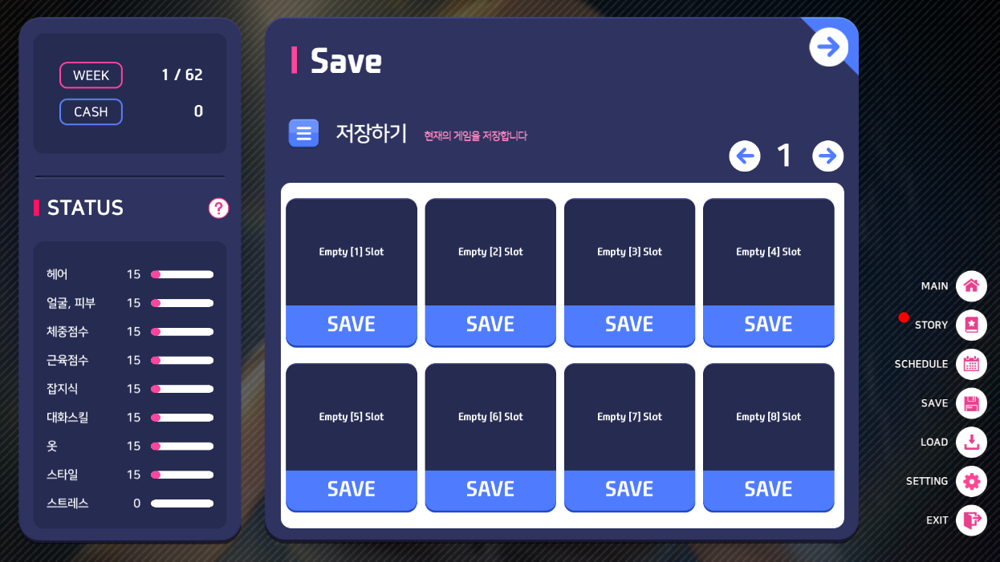 WEEK 1 / 62
CASH 0
STATUS ?
헤어 15
얼굴, 피부 15
체중점수 15
근육점수 15
잡지식 15
대화스킬 15
옷 15
스타일 15
스트레스 0
Save
저장하기 현재의 게임을 저장합니다
1
Empty [1] Slot Empty [2] Slot Empty [3] Slot Empty [4] Slot
SAVE SAVE SAVE SAVE
Empty [5] Slot Empty [6] Slot Empty [7] Slot Empty [8] Slot
SAVE SAVE SAVE SAVE
MAIN
STORY
SCHEDULE
SAVE
LOAD
SETTING
EXIT